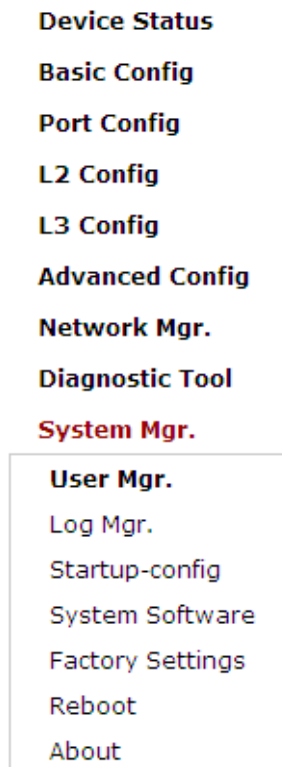 Device Status
Basic Config
Port Config
L2 Config
L3 Config
Advanced Config
Network Mgr.
Diagnostic Tool
System Mgr.
User Mgr.
Log Mgr.
Startup-config
System Software
Factory Settings
Reboot
About